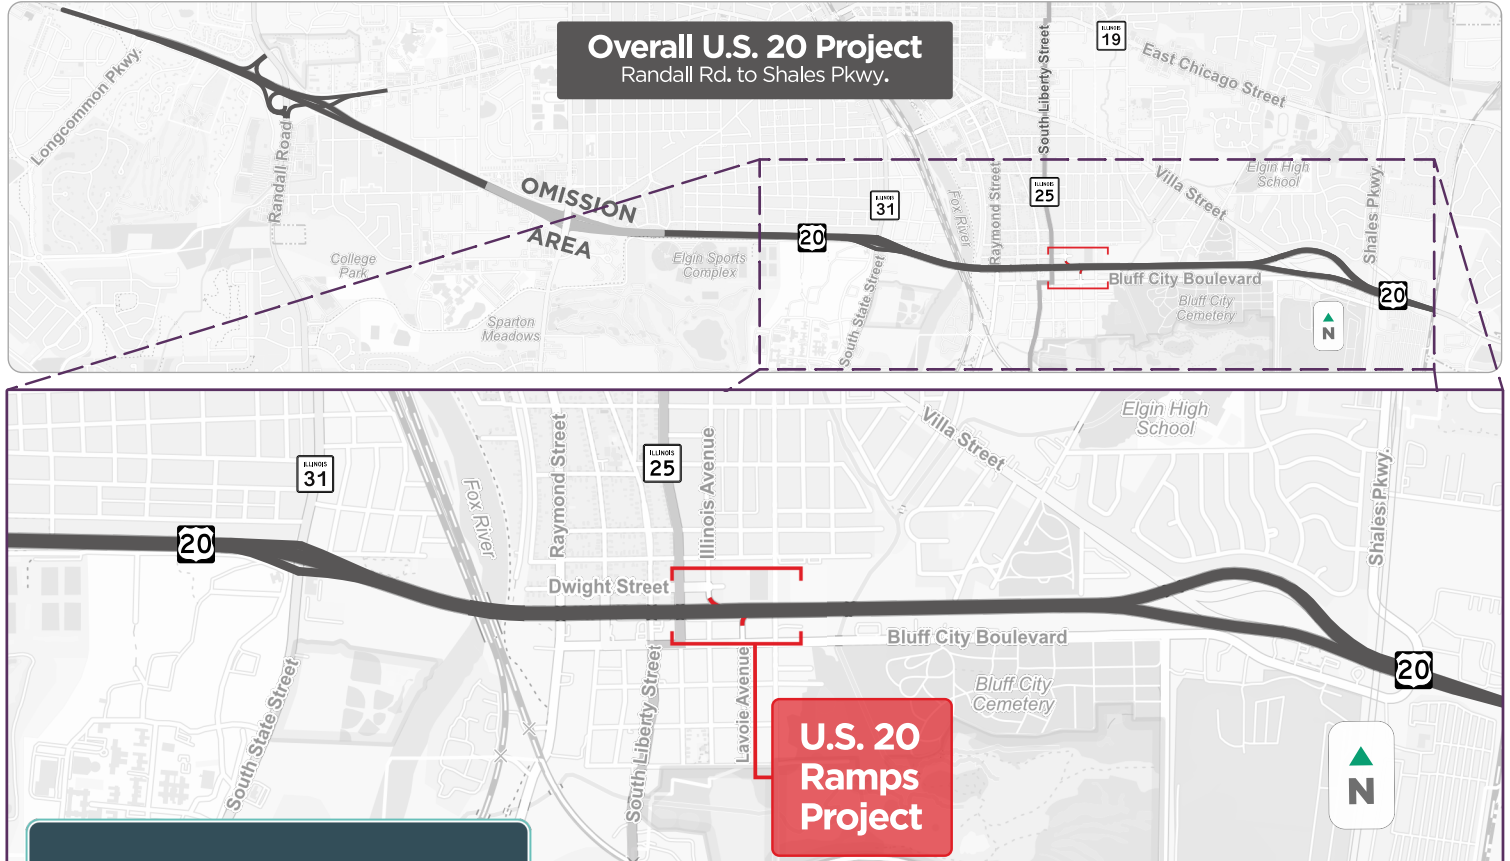 Overall U.S. 20 Project
Randall Rd. to Shales Pkwy.
ILLINOIS
19
East Chicago Street
South Liberty Street
Longcommon Pkwy.
Randall Road
OMISSION
AREA
College
Park
Sparton
Meadows
Elgin Sports
Complex
20
ILLINOIS
31
South State Street
Fox River
Raymond Street
ILLINOIS
25
Villa Street
Elgin High
School
Shales Pkwy.
Bluff City Boulevard
Bluff City
Cemetery
20
N
ILLINOIS
31
20
Fox River
Raymond Street
ILLINOIS
25
Illinois Avenue
Dwight Street
Villa Street
Elgin High
School
Shales Pkwy.
Bluff City Boulevard
Bluff City
Cemetery
20
South State Street
South Liberty Street
Lavoie Avenue
U.S. 20
Ramps
Project
N